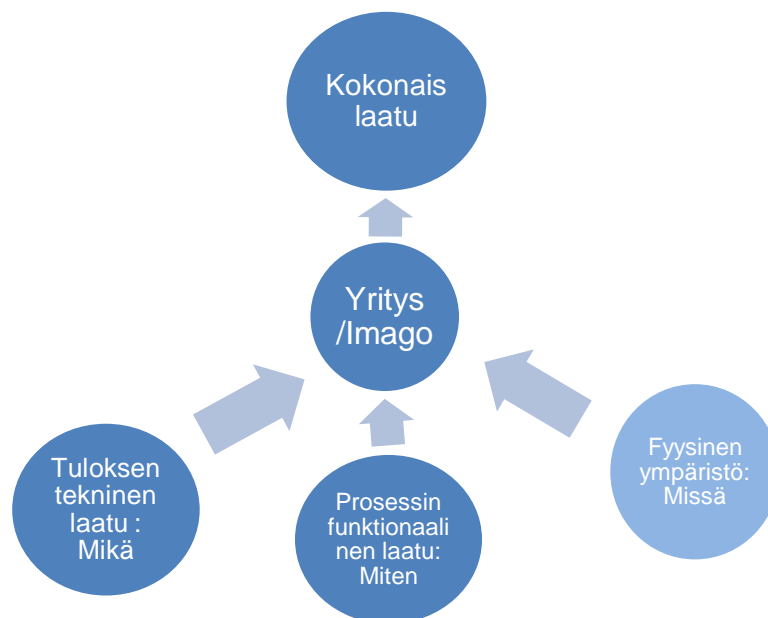 Kokonais
laatu
Yritys
/Imago
Tuloksen
tekninen
laatu :
Mikä
Prosessin
funktionaali
nen laatu:
Miten
Fyysinen
ympäristö:
Missä